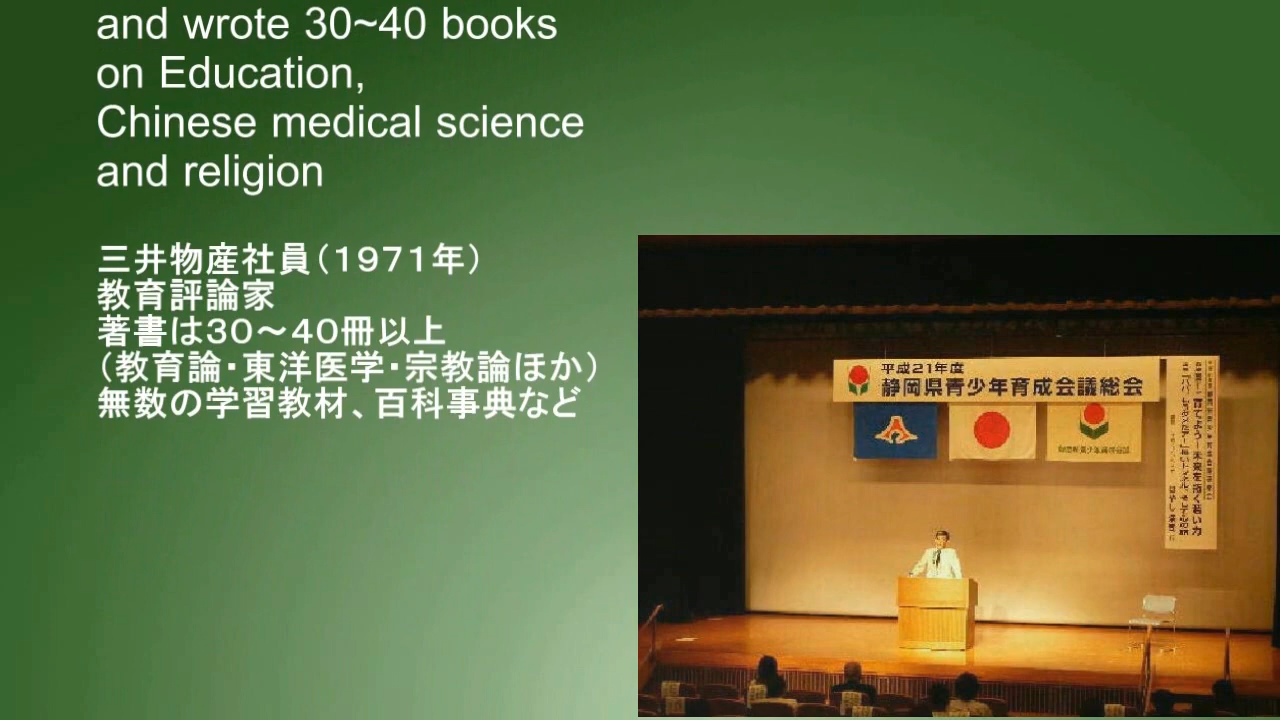 and wrote 30~40 books
on Education,
Chinese medical science
and religion
三井物産社員（１９７１年）
教育評論家
著書は３０～４０冊以上
（教育論・東洋医学・宗教論ほか）
無数の学習教材、百科事典など
平成21年度
静岡県青少年育成会議総会